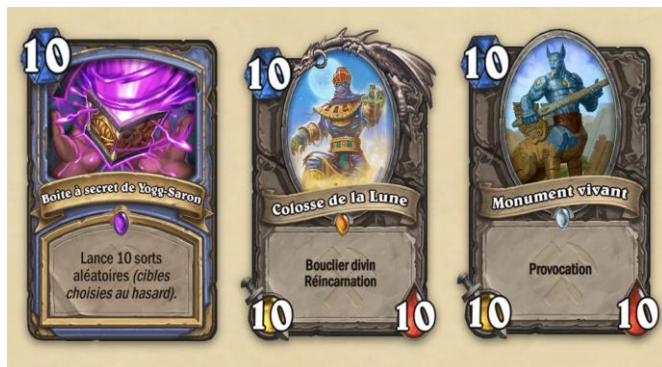 10
Boîte à secret de Yogg-Saron
Lance 10 sorts
aléatoires (cibles
choisies au hasard).
10
Colosse de la Lune
Bouclier divin
Réincarnation
10
10
10
Monument vivant
Provocation
10
10